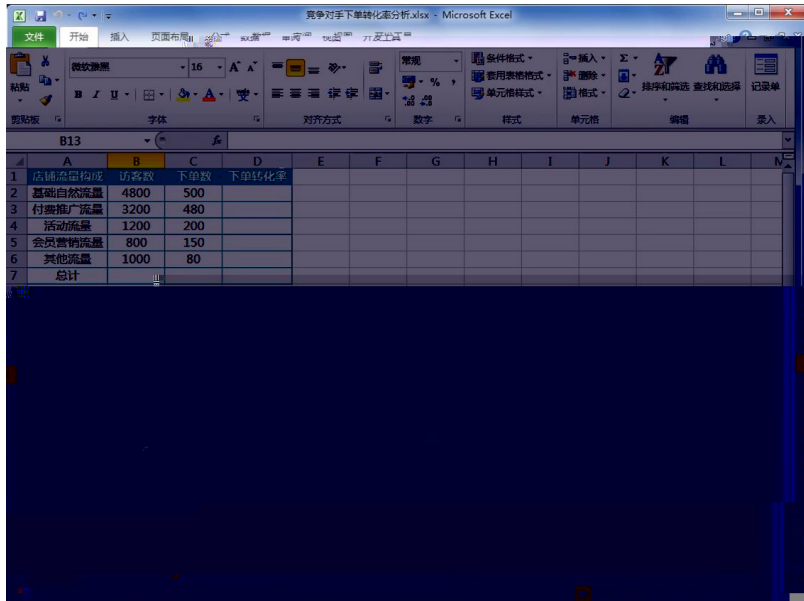 竞争对手下单转化率分析.xlsx - Microsoft Excel
文件 开始 插入 页面布局
微软雅黑 16 A A 常规 条件格式 插入 Σ
粘贴 B I U A 变 % , 套用表格格式 删除 排序和筛选 查找和选择 记录单
单元格样式 格式
剪贴板 字体 对齐方式 数字 样式 单元格 编辑 录入
B13 fx
A B C D E F G H I J K L
1 店铺流量构成 访客数 下单数 下单转化率
2 基础自然流量 4800 500
3 付费推广流量 3200 480
4 活动流量 1200 200
5 会员营销流量 800 150
6 其他流量 1000 80
7 总计